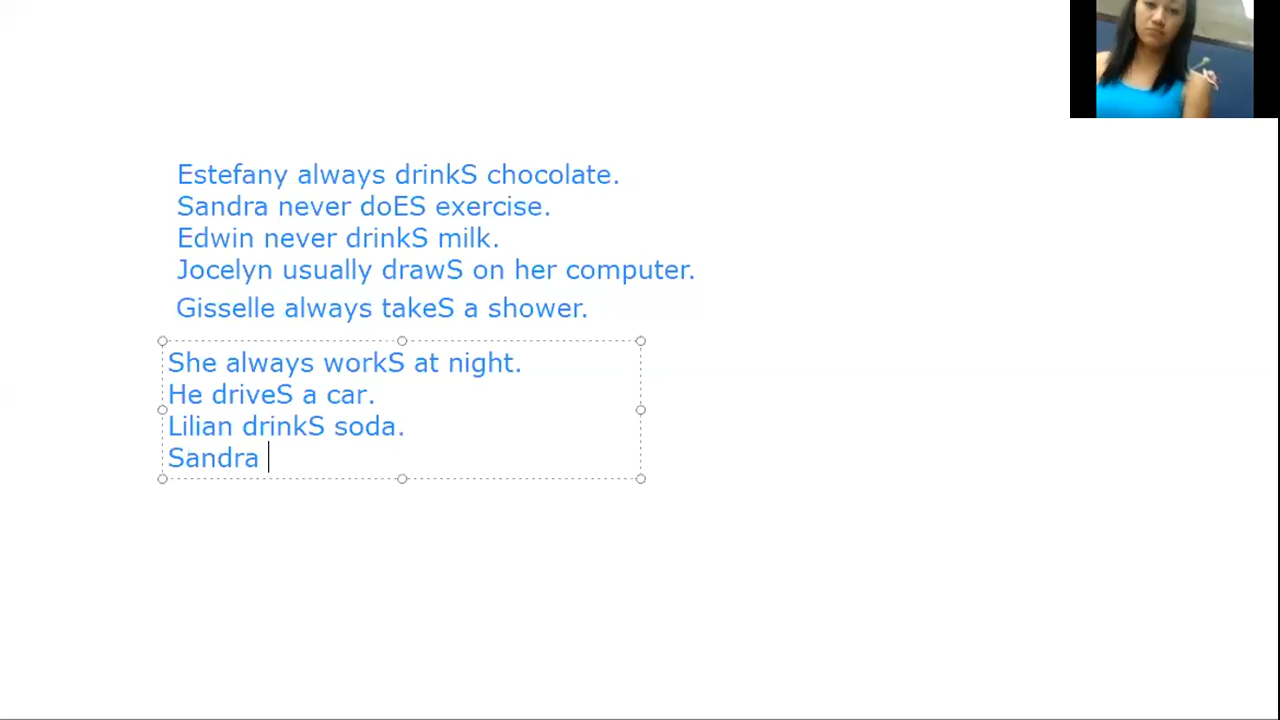 Estefany always drinkS chocolate.
Sandra never doES exercise.
Edwin never drinkS milk.
Jocelyn usually drawS on her computer.
Gisselle always takeS a shower.
She always workS at night.
He driveS a car.
Lilian drinkS soda.
Sandra